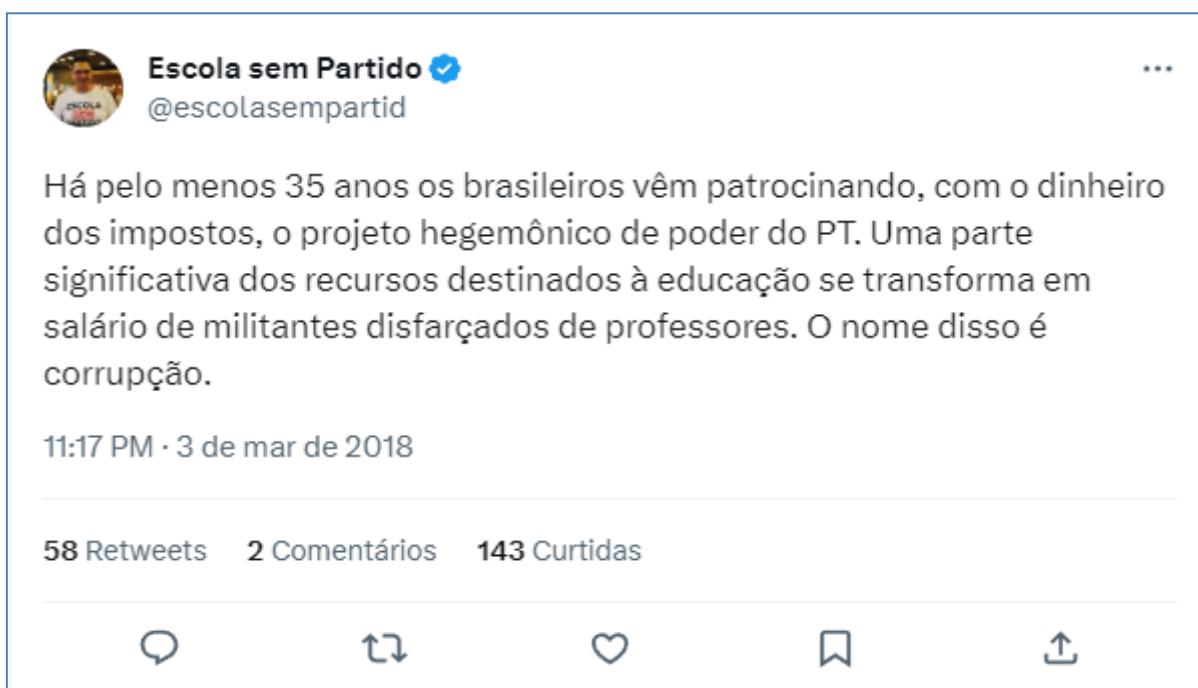 Escola sem Partido
@escolasempartid
Há pelo menos 35 anos os brasileiros vêm patrocinando, com o dinheiro
dos impostos, o projeto hegemônico de poder do PT. Uma parte
significativa dos recursos destinados à educação se transforma em
salário de militantes disfarçados de professores. O nome disso é
corrupção.
11:17 PM · 3 de mar de 2018
58 Retweets 2 Comentários 143 Curtidas